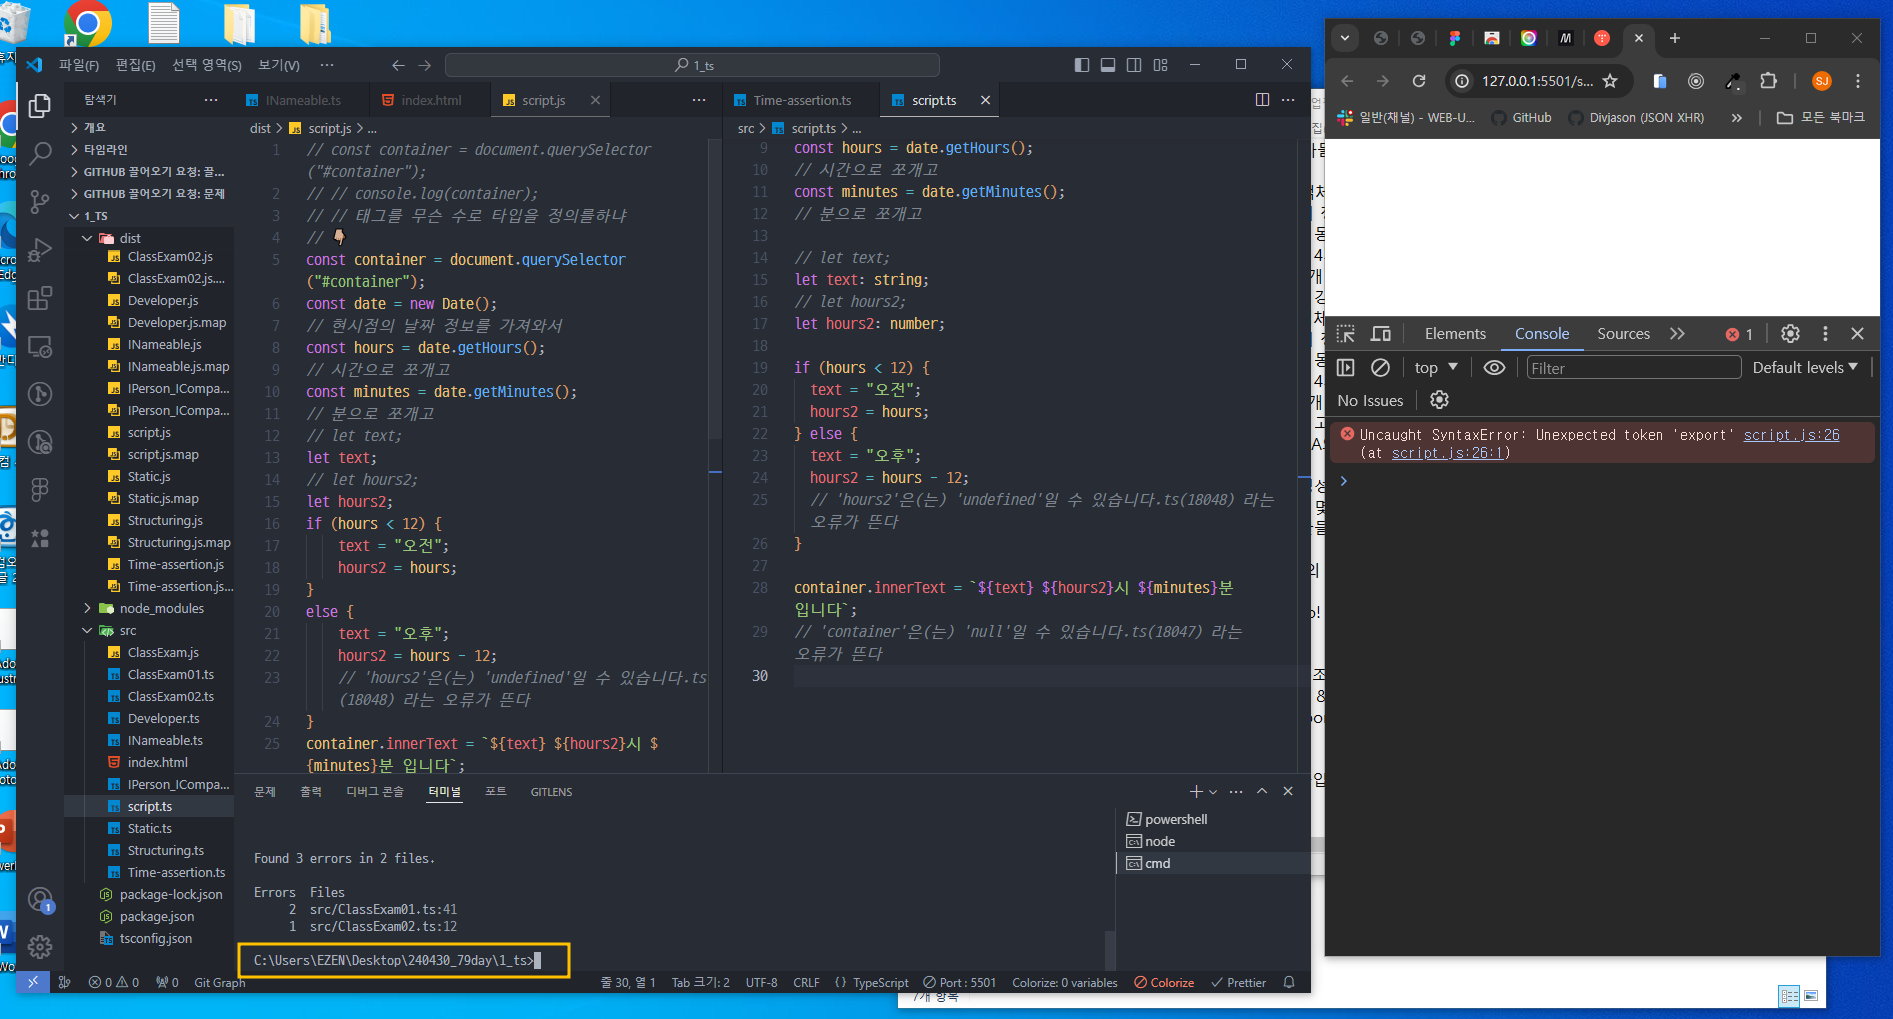 파일(F) 편집(E) 선택 영역(S) 보기(V) ··· 1_ts
탐색기
개요
타임라인
GITHUB 끌어오기 요청: 끌...
GITHUB 끌어오기 요청: 문제
1_TS
dist
ClassExam02.js
ClassExam02.js....
Developer.js
Developer.js.map
INameable.js
INameable.js.map
IPerson_ICompa...
IPerson_ICompa...
script.js
script.js.map
Static.js
Static.js.map
Structuring.js
Structuring.js.map
Time-assertion.js
Time-assertion.js...
node_modules
src
ClassExam.js
ClassExam01.ts
ClassExam02.ts
Developer.ts
INameable.ts
index.html
IPerson_ICompa...
script.ts
Static.ts
Structuring.ts
Time-assertion.ts
package-lock.json
package.json
tsconfig.json
INameable.ts index.html script.js
dist > script.js > ...
1 // const container = document.querySelector
("#container");
2 // // console.log(container);
3 // // 태그를 무슨 수로 타입을 정의를하냐
4 // 👇🏽
5 const container = document.querySelector
("#container");
6 const date = new Date();
7 // 현시점의 날짜 정보를 가져와서
8 const hours = date.getHours();
9 // 시간으로 쪼개고
10 const minutes = date.getMinutes();
11 // 분으로 쪼개고
12 // let text;
13 let text;
14 // let hours2;
15 let hours2;
16 if (hours < 12) {
17 text = "오전";
18 hours2 = hours;
19 }
20 else {
21 text = "오후";
22 hours2 = hours - 12;
23 // 'hours2'은(는) 'undefined'일 수 있습니다.ts
(18048) 라는 오류가 뜬다
24 }
25 container.innerText = `${text} ${hours2}시 $
{minutes}분 입니다`;
Time-assertion.ts script.ts
src > script.ts > ...
9 const hours = date.getHours();
10 // 시간으로 쪼개고
11 const minutes = date.getMinutes();
12 // 분으로 쪼개고
13
14 // let text;
15 let text: string;
16 // let hours2;
17 let hours2: number;
18
19 if (hours < 12) {
20 text = "오전";
21 hours2 = hours;
22 } else {
23 text = "오후";
24 hours2 = hours - 12;
25 // 'hours2'은(는) 'undefined'일 수 있습니다.ts(18048) 라는
오류가 뜬다
26 }
27
28 container.innerText = `${text} ${hours2}시 ${minutes}분
입니다`;
29 // 'container'은(는) 'null'일 수 있습니다.ts(18047) 라는
오류가 뜬다
30
문제 출력 디버그 콘솔 터미널 포트 GITLENS
Found 3 errors in 2 files.
Errors Files
2 src/ClassExam01.ts:41
1 src/ClassExam02.ts:12
C:\Users\EZEN\Desktop\240430_79day\1_ts>
powershell
node
cmd
0 0 0 Git Graph 줄 30, 열 1 Tab 크기: 2 UTF-8 CRLF {} TypeScript Port : 5501 Colorize: 0 variables Colorize Prettier
127.0.0.1:5501/s... SJ
일반(채널) - WEB-U... GitHub Divjason (JSON XHR) » 모든 북마크
Elements Console Sources 1
top Filter Default levels
No Issues
Uncaught SyntaxError: Unexpected token 'export' script.js:26
(at script.js:26:1)
7개 항목